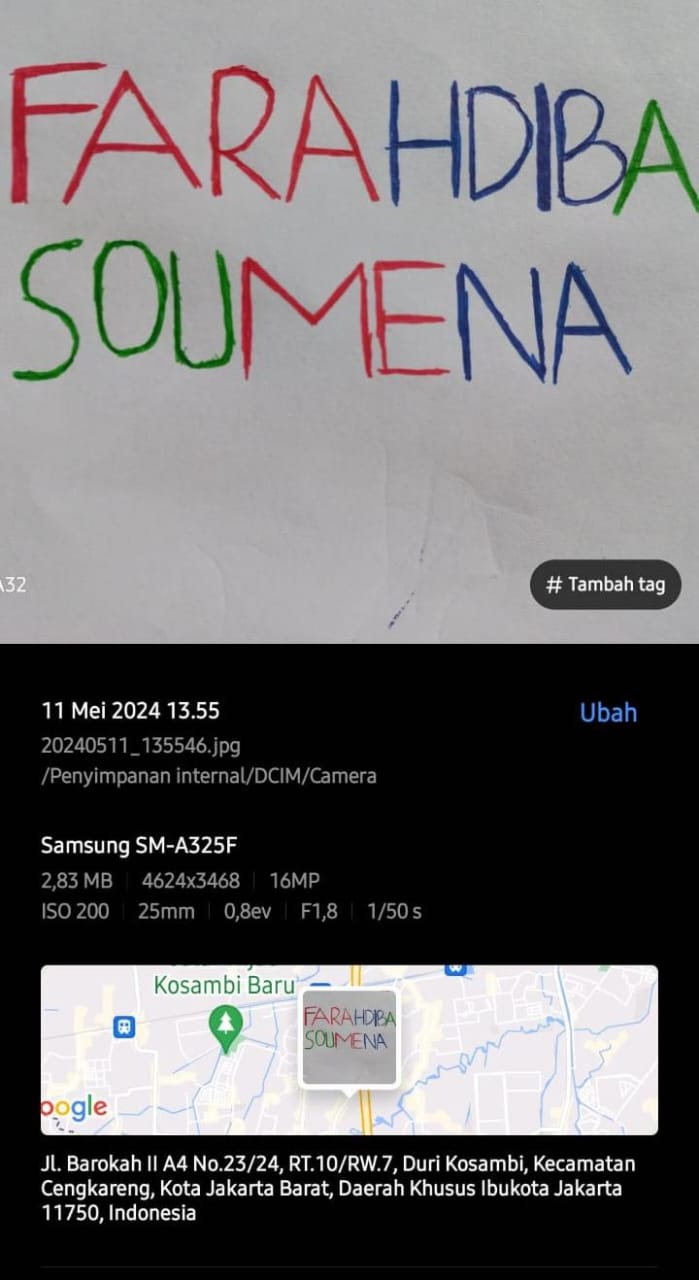 FARAHDIBA
SOUMENA
A32
# Tambah tag
11 Mei 2024 13.55
Ubah
20240511_135546.jpg
/Penyimpanan internal/DCIM/Camera
Samsung SM-A325F
2,83 MB 4624x3468 16MP
ISO 200 25mm 0,8ev F1,8 1/50 s
Kosambi Baru
FARAHDIBA
SOUMENA
oogle
Jl. Barokah II A4 No.23/24, RT.10/RW.7, Duri Kosambi, Kecamatan
Cengkareng, Kota Jakarta Barat, Daerah Khusus Ibukota Jakarta
11750, Indonesia